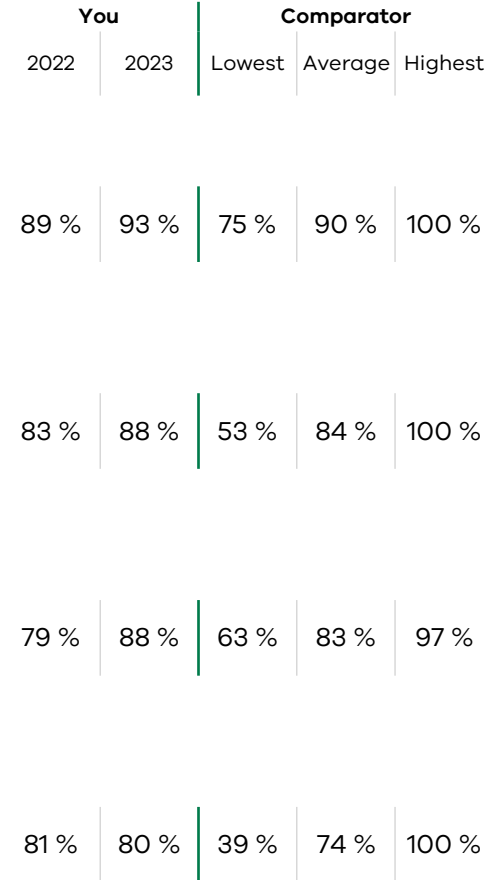 You Comparator
2022 2023 Lowest Average Highest
89 % 93 % 75 % 90 % 100 %
83 % 88 % 53 % 84 % 100 %
79 % 88 % 63 % 83 % 97 %
81 % 80 % 39 % 74 % 100 %